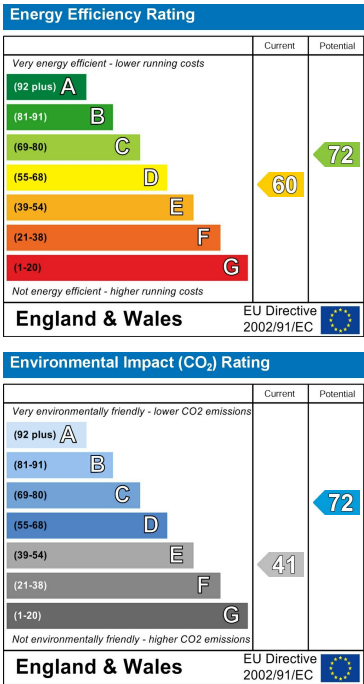 Energy Efficiency Rating
Current Potential
Very energy efficient - lower running costs
(92 plus) A
(81-91) B
(69-80) C
72
(55-68) D
60
(39-54) E
(21-38) F
(1-20) G
Not energy efficient - higher running costs
England & Wales
EU Directive
2002/91/EC
Environmental Impact (CO₂) Rating
Current Potential
Very environmentally friendly - lower CO2 emissions
(92 plus) A
(81-91) B
(69-80) C
72
(55-68) D
(39-54) E
41
(21-38) F
(1-20) G
Not environmentally friendly - higher CO2 emissions
England & Wales
EU Directive
2002/91/EC